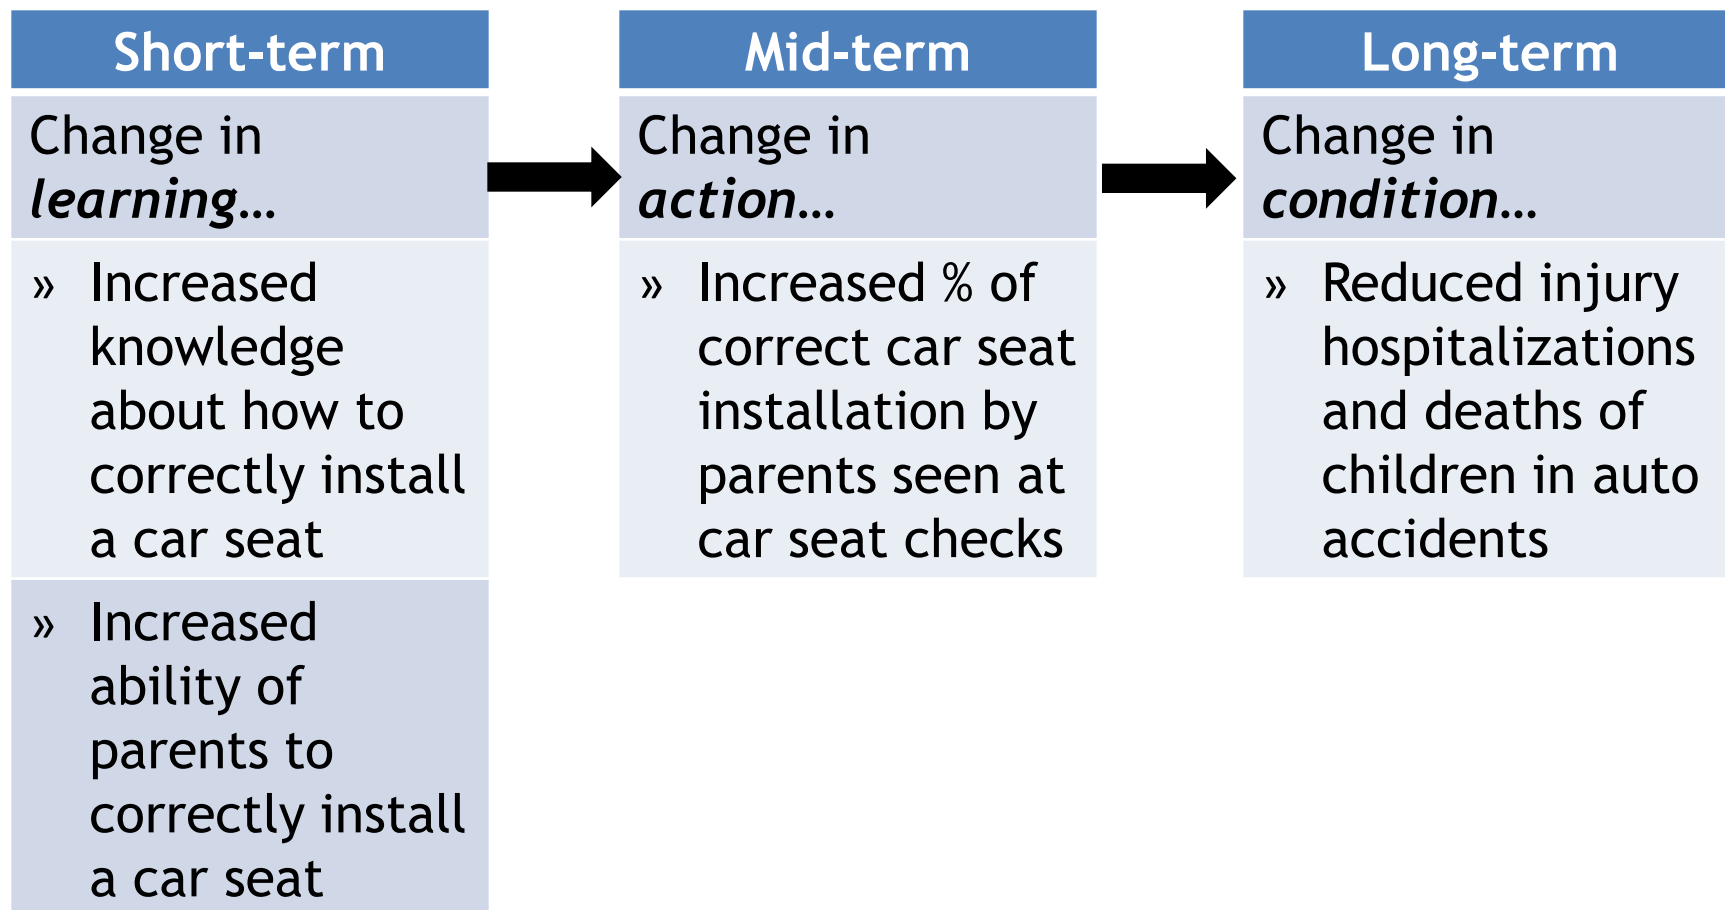 Short-term
Change in
learning…
» Increased
knowledge
about how to
correctly install
a car seat
» Increased
ability of
parents to
correctly install
a car seat
Mid-term
Change in
action…
» Increased % of
correct car seat
installation by
parents seen at
car seat checks
Long-term
Change in
condition…
» Reduced injury
hospitalizations
and deaths of
children in auto
accidents